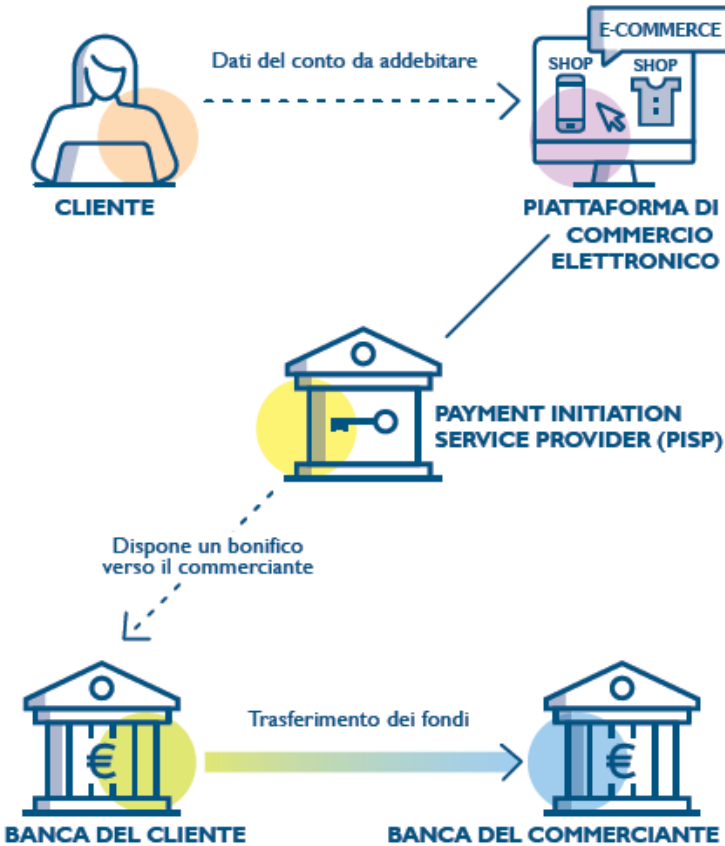 E-COMMERCE
Dati del conto da addebitare
SHOP
SHOP
CLIENTE
PIATTAFORMA DI
COMMERCIO
ELETTRONICO
PAYMENT INITIATION
SERVICE PROVIDER (PISP)
Dispone un bonifico
verso il commerciante
€
Trasferimento dei fondi
€
BANCA DEL CLIENTE
BANCA DEL COMMERCIANTE